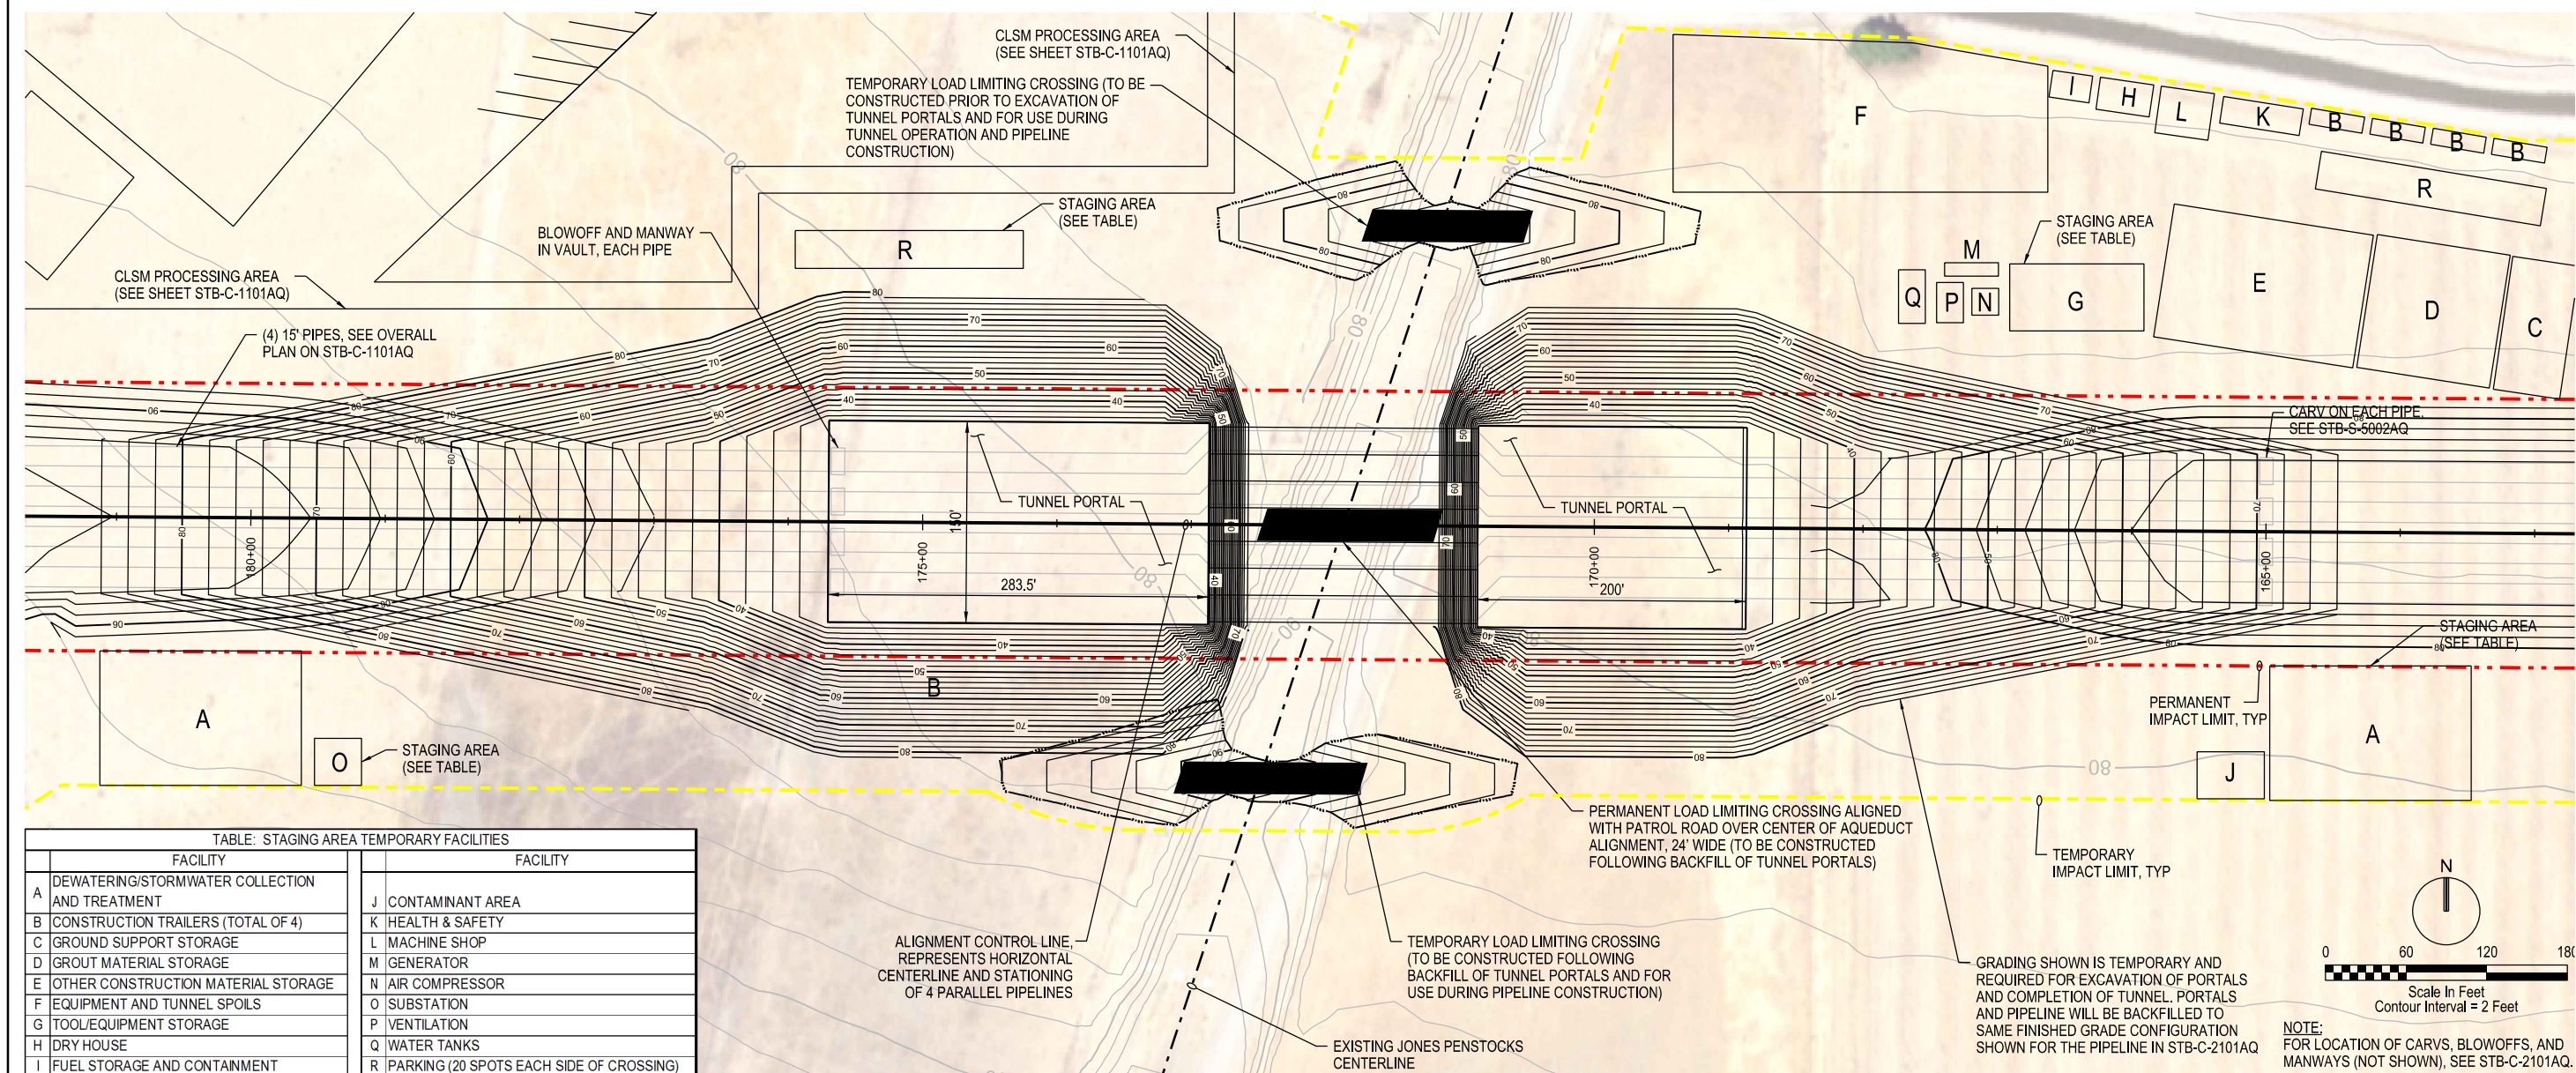 CLSM PROCESSING AREA
(SEE SHEET STB-C-1101AQ)
TEMPORARY LOAD LIMITING CROSSING (TO BE
CONSTRUCTED PRIOR TO EXCAVATION OF
TUNNEL PORTALS AND FOR USE DURING
TUNNEL OPERATION AND PIPELINE
CONSTRUCTION)
STAGING AREA
(SEE TABLE)
BLOWOFF AND MANWAY
IN VAULT, EACH PIPE
R
CLSM PROCESSING AREA
(SEE SHEET STB-C-1101AQ)
(4) 15' PIPES, SEE OVERALL
PLAN ON STB-C-1101AQ
F
I
H
L
K
B
B
B
B
R
STAGING AREA
(SEE TABLE)
M
Q
P
N
G
E
D
C
CARV ON EACH PIPE,
SEE STB-S-5002AQ
TUNNEL PORTAL
150'
283.5'
180+00
175+00
TUNNEL PORTAL
170+00
200'
165+00
STAGING AREA
(SEE TABLE)
PERMANENT
IMPACT LIMIT, TYP
A
J
A
O
STAGING AREA
(SEE TABLE)
B
PERMANENT LOAD LIMITING CROSSING ALIGNED
WITH PATROL ROAD OVER CENTER OF AQUEDUCT
ALIGNMENT, 24' WIDE (TO BE CONSTRUCTED
FOLLOWING BACKFILL OF TUNNEL PORTALS)
TEMPORARY
IMPACT LIMIT, TYP
ALIGNMENT CONTROL LINE,
REPRESENTS HORIZONTAL
CENTERLINE AND STATIONING
OF 4 PARALLEL PIPELINES
TEMPORARY LOAD LIMITING CROSSING
(TO BE CONSTRUCTED FOLLOWING
BACKFILL OF TUNNEL PORTALS AND FOR
USE DURING PIPELINE CONSTRUCTION)
EXISTING JONES PENSTOCKS
CENTERLINE
GRADING SHOWN IS TEMPORARY AND
REQUIRED FOR EXCAVATION OF PORTALS
AND COMPLETION OF TUNNEL. PORTALS
AND PIPELINE WILL BE BACKFILLED TO
SAME FINISHED GRADE CONFIGURATION
SHOWN FOR THE PIPELINE IN STB-C-2101AQ
N
0 60 120 180
Scale In Feet
Contour Interval = 2 Feet
NOTE:
FOR LOCATION OF CARVS, BLOWOFFS, AND
MANWAYS (NOT SHOWN), SEE STB-C-2101AQ.
TABLE: STAGING AREA TEMPORARY FACILITIES
FACILITY FACILITY
A DEWATERING/STORMWATER COLLECTION
AND TREATMENT J CONTAMINANT AREA
B CONSTRUCTION TRAILERS (TOTAL OF 4) K HEALTH & SAFETY
C GROUND SUPPORT STORAGE L MACHINE SHOP
D GROUT MATERIAL STORAGE M GENERATOR
E OTHER CONSTRUCTION MATERIAL STORAGE N AIR COMPRESSOR
F EQUIPMENT AND TUNNEL SPOILS O SUBSTATION
G TOOL/EQUIPMENT STORAGE P VENTILATION
H DRY HOUSE Q WATER TANKS
I FUEL STORAGE AND CONTAINMENT R PARKING (20 SPOTS EACH SIDE OF CROSSING)